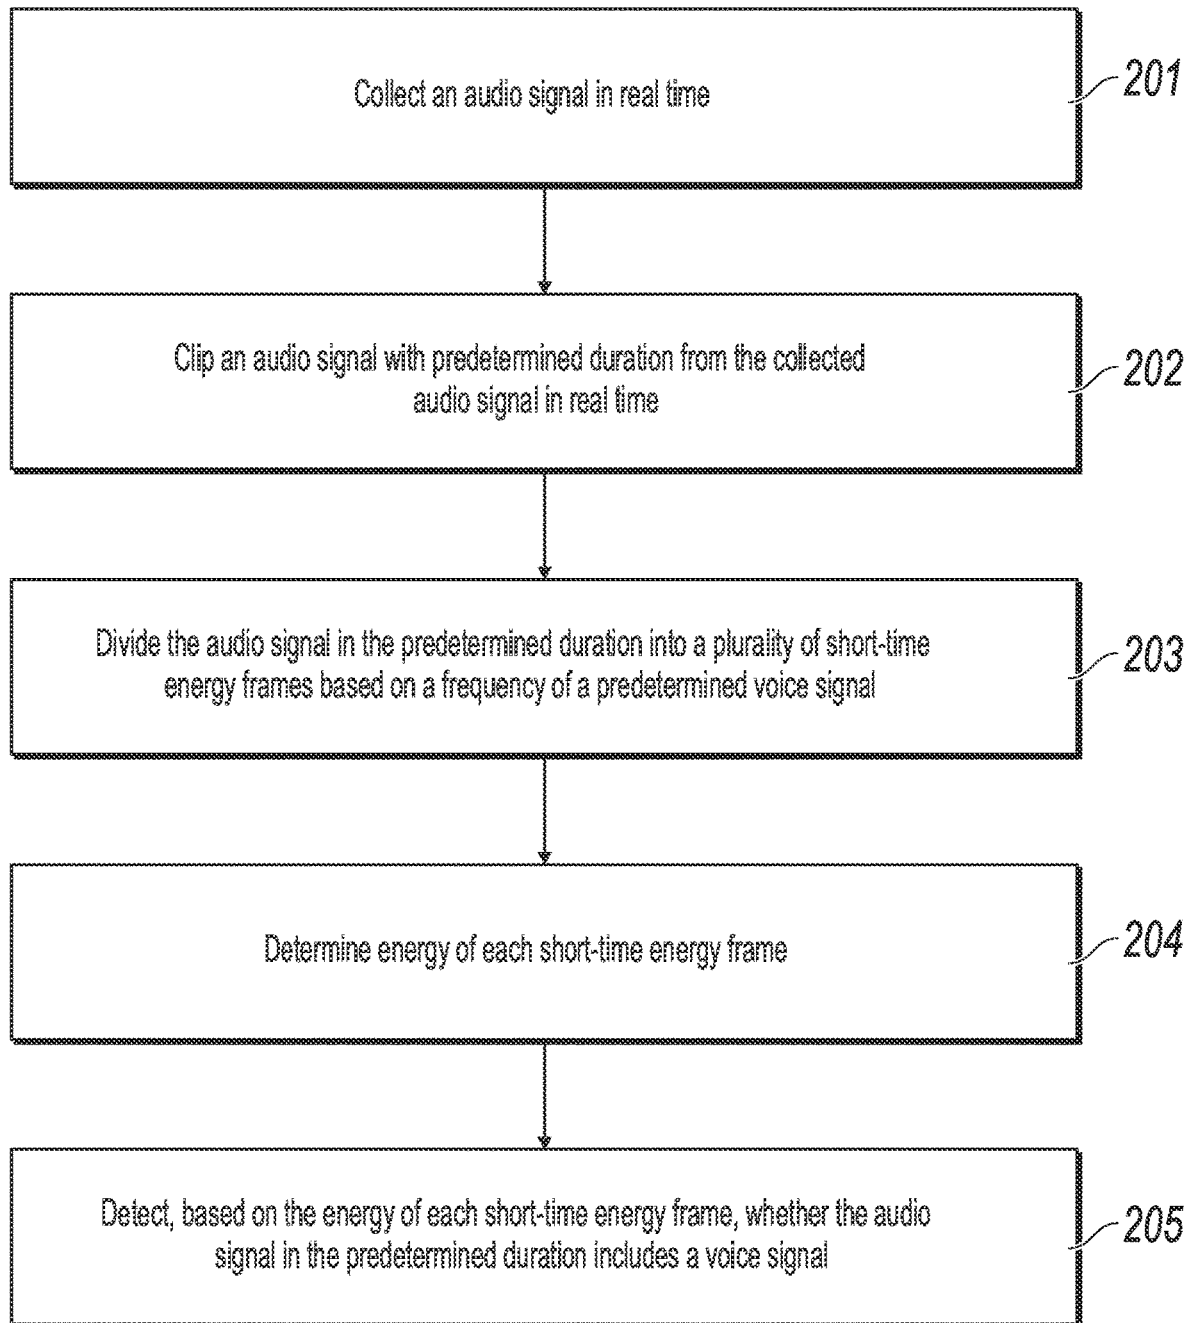 Collect an audio signal in real time
201
Clip an audio signal with predetermined duration from the collected
audio signal in real time
202
Divide the audio signal in the predetermined duration into a plurality of short-time
energy frames based on a frequency of a predetermined voice signal
203
Determine energy of each short-time energy frame
204
Detect, based on the energy of each short-time energy frame, whether the audio
signal in the predetermined duration includes a voice signal
205